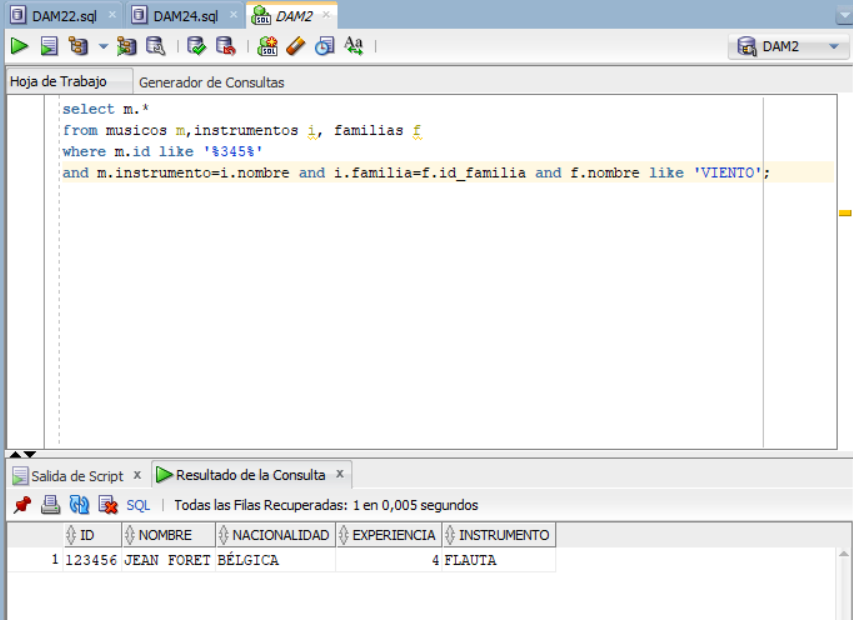 DAM22.sql DAM24.sql DAM2
DAM2
Hoja de Trabajo Generador de Consultas
select m.*
from musicos m,instrumentos i, familias f
where m.id like '%345%'
and m.instrumento=i.nombre and i.familia=f.id_familia and f.nombre like 'VIENTO';
Salida de Script x Resultado de la Consulta x
SQL | Todas las Filas Recuperadas: 1 en 0,005 segundos
ID NOMBRE NACIONALIDAD EXPERIENCIA INSTRUMENTO
1 123456 JEAN FORET BÉLGICA 4 FLAUTA